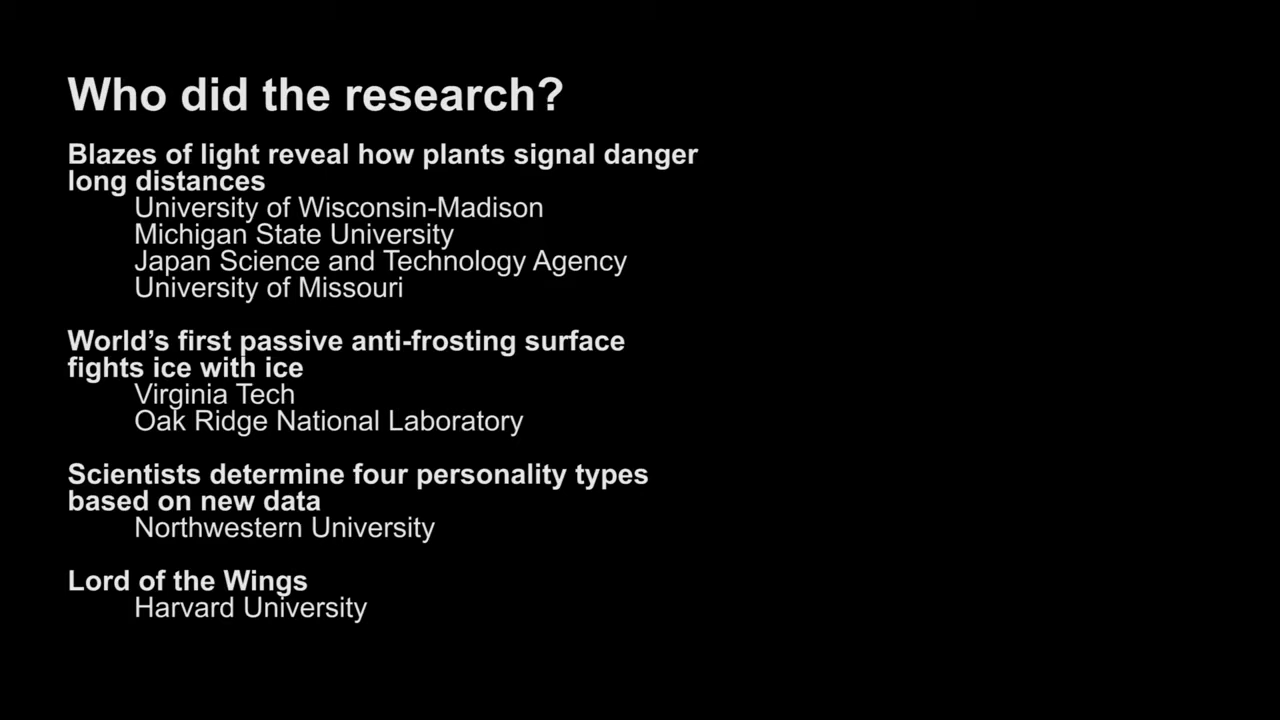 Who did the research?
Blazes of light reveal how plants signal danger
long distances
University of Wisconsin-Madison
Michigan State University
Japan Science and Technology Agency
University of Missouri
World’s first passive anti-frosting surface
fights ice with ice
Virginia Tech
Oak Ridge National Laboratory
Scientists determine four personality types
based on new data
Northwestern University
Lord of the Wings
Harvard University